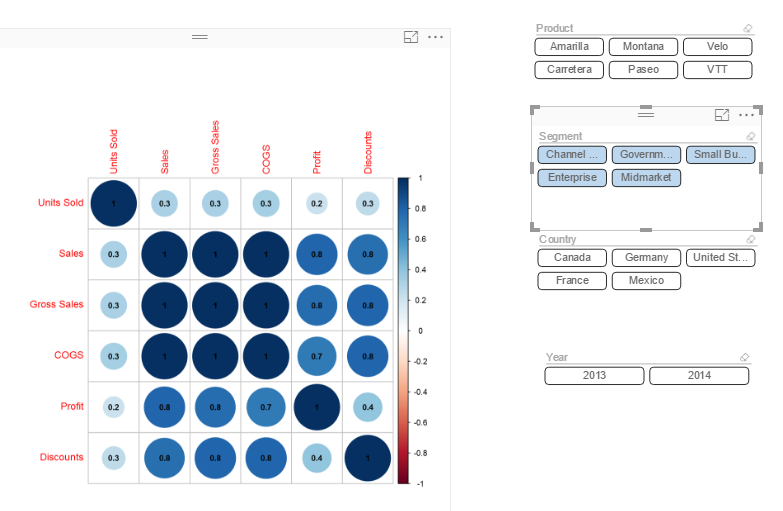 Units Sold
Sales
Gross Sales
COGS
Profit
Discounts
Units Sold 1 0.3 0.3 0.3 0.2 0.3
Sales 0.3 1 1 1 0.8 0.8
Gross Sales 0.3 1 1 1 0.8 0.8
COGS 0.3 1 1 1 0.7 0.8
Profit 0.2 0.8 0.8 0.7 1 0.4
Discounts 0.3 0.8 0.8 0.8 0.4 1
1
0.8
0.6
0.4
0.2
0
-0.2
-0.4
-0.6
-0.8
-1
Product
Amarilla Montana Velo
Carretera Paseo VTT
Segment
Channel ... Governm... Small Bu...
Enterprise Midmarket
Country
Canada Germany United St...
France Mexico
Year
2013 2014